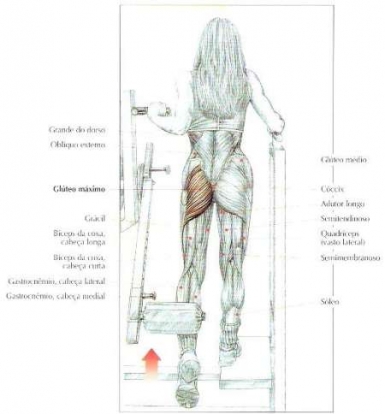 Grande do dorso
Oblíquo externo
Glúteo máximo
Grácil
Bíceps da coxa,
cabeça longa
Bíceps da coxa,
cabeça curta
Gastrocnêmio, cabeça lateral
Gastrocnêmio, cabeça medial
Glúteo médio
Cóccix
Adutor longo
Semitendinoso
Quadríceps
(vasto lateral)
Semimembranoso
Sóleo